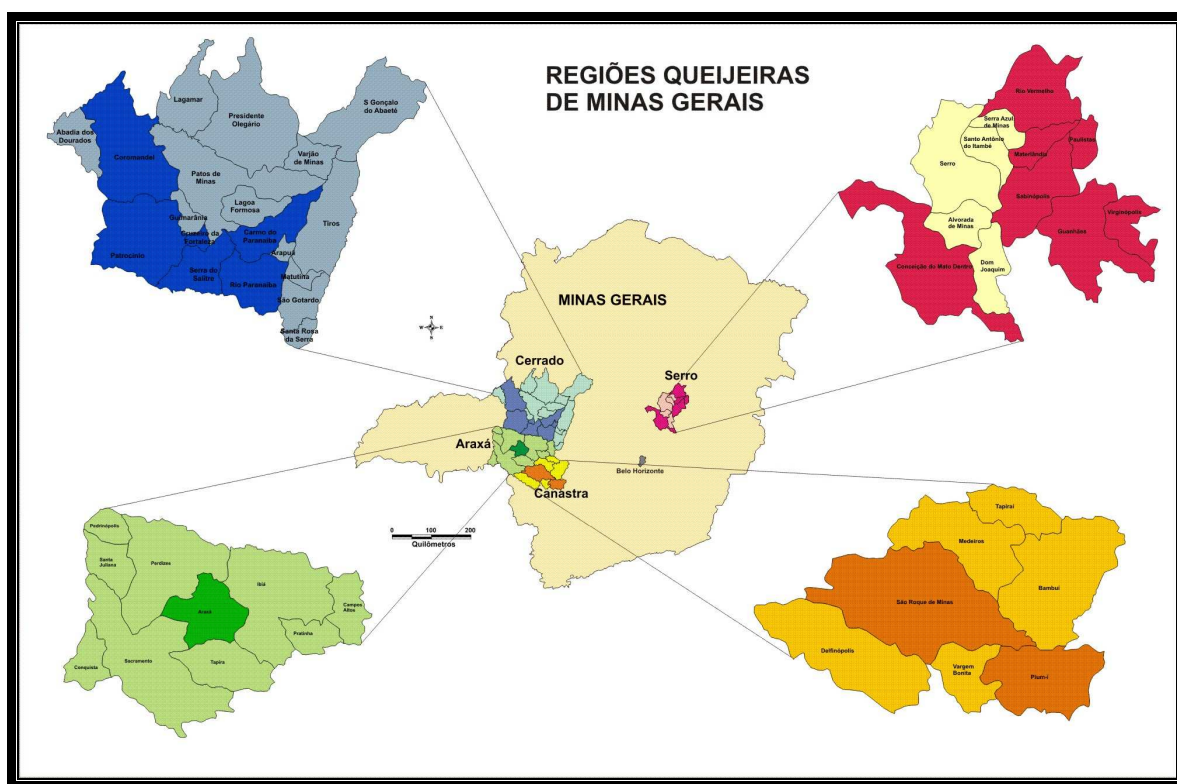 REGIÕES QUEIJEIRAS
DE MINAS GERAIS
Lagamar
S Gonçalo
do Abaeté
Presidente
Olegário
Abadia dos
Dourados
Coromandel
Varjão
de Minas
Patos de
Minas
Lagoa
Formosa
Tiros
Guimarânia
Cruzeiro da
Fortaleza
Carmo do
Paranaíba
Arapuá
Patrocínio
Serra do
Salitre
Matutina
Rio Paranaíba
São Gotardo
Santa Rosa
da Serra
Rio Vermelho
Serra Azul
de Minas
Santo Antônio
do Itambé
Paulistas
Serro
Materlândia
Sabinópolis
Virginópolis
Alvorada
de Minas
Guanhães
Conceição do Mato Dentro
Dom
Joaquim
N
W
E
S
MINAS GERAIS
Cerrado
Serro
Araxá
Belo Horizonte
Canastra
0 100 200
Quilômetros
Pedrinópolis
Santa
Juliana
Perdizes
Ibiá
Araxá
Campos
Altos
Pratinha
Conquista
Sacramento
Tapira
Tapiraí
Medeiros
Bambuí
São Roque de Minas
Delfinópolis
Vargem
Bonita
Pium-i